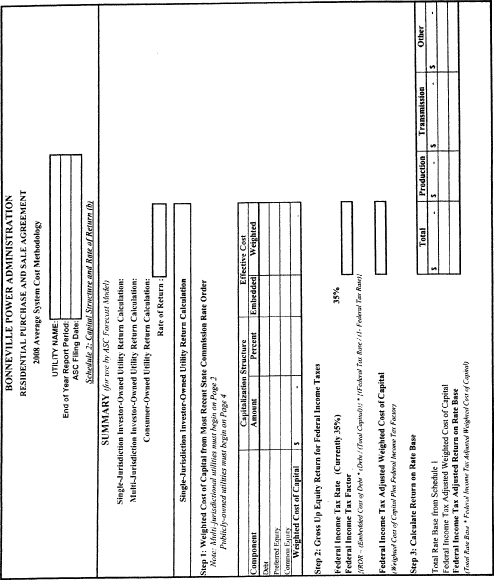 BONNEVILLE POWER ADMINISTRATION
RESIDENTIAL PURCHASE AND SALE AGREEMENT
2008 Average System Cost Methodology
UTILITY NAME:
End of Year Report Period:
ASC Filing Date:
Schedule 2: Capital Structure and Rate of Return (b)
SUMMARY (for use by ASC Forecast Model)
Single-Jurisdiction Investor-Owned Utility Return Calculation:
Multi-Jurisdiction Investor-Owned Utility Return Calculation:
Consumer-Owned Utility Return Calculation:
Rate of Return :
Single-Jurisdiction Investor-Owned Utility Return Calculation
Step 1: Weighted Cost of Capital from Most Recent State Commission Rate Order
Note: Multi-jurisdictional utilities must begin on Page 2
Publicly-owned utilities must begin on Page 4
Capitalization Structure Effective Cost
Component Amount Percent Embedded Weighted
Debt
Preferred Equity
Common Equity
Weighted Cost of Capital $ -
Step 2: Gross Up Equity Return for Federal Income Taxes
Federal Income Tax Rate (Currently 35%) 35%
Federal Income Tax Factor
{(ROR - (Embedded Cost of Debt * (Debt / (Total Capital))) * {(Federal Tax Rate / (1- Federal Tax Rate)}
Federal Income Tax Adjusted Weighted Cost of Capital
(Weighted Cost of Capital Plus Federal Income Tax Factor)
Step 3: Calculate Return on Rate Base
Total Production Transmission Other
Total Rate Base from Schedule 1 $ - $ - $ - $ -
Federal Income Tax Adjusted Weighted Cost of Capital
Federal Income Tax Adjusted Return on Rate Base
(Total Rate Base * Federal Income Tax Adjusted Weighted Cost of Capital)